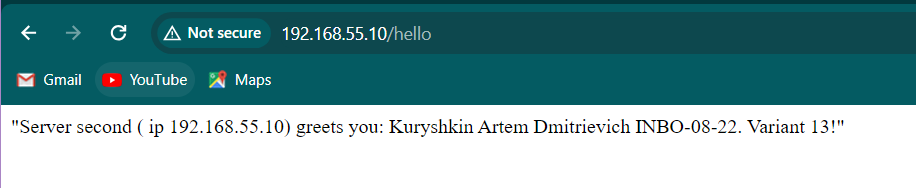 Not secure 192.168.55.10/hello
Gmail YouTube Maps
"Server second ( ip 192.168.55.10) greets you: Kuryshkin Artem Dmitrievich INBO-08-22. Variant 13!"